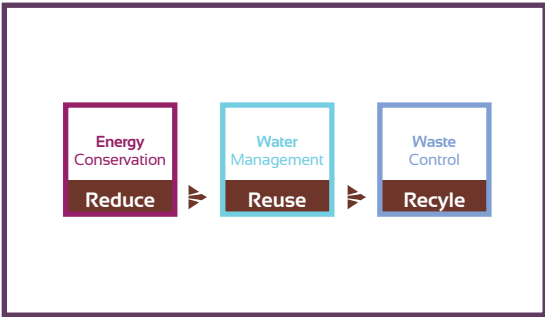 Energy
Conservation
Reduce
Water
Management
Reuse
Waste
Control
Recyle